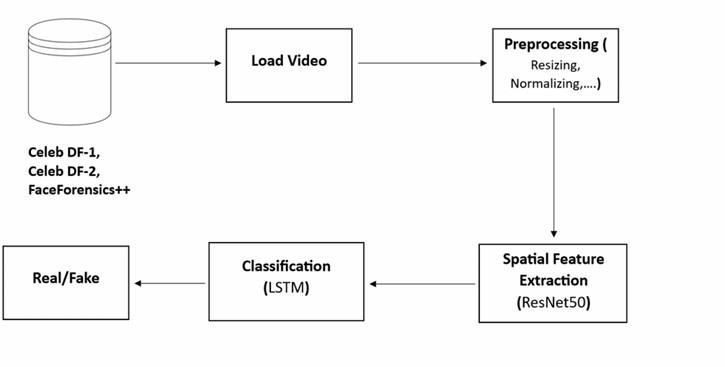 Load Video
Preprocessing (
Resizing,
Normalizing,....)
Celeb DF-1,
Celeb DF-2,
FaceForensics++
Real/Fake
Classification
(LSTM)
Spatial Feature
Extraction
(ResNet50)